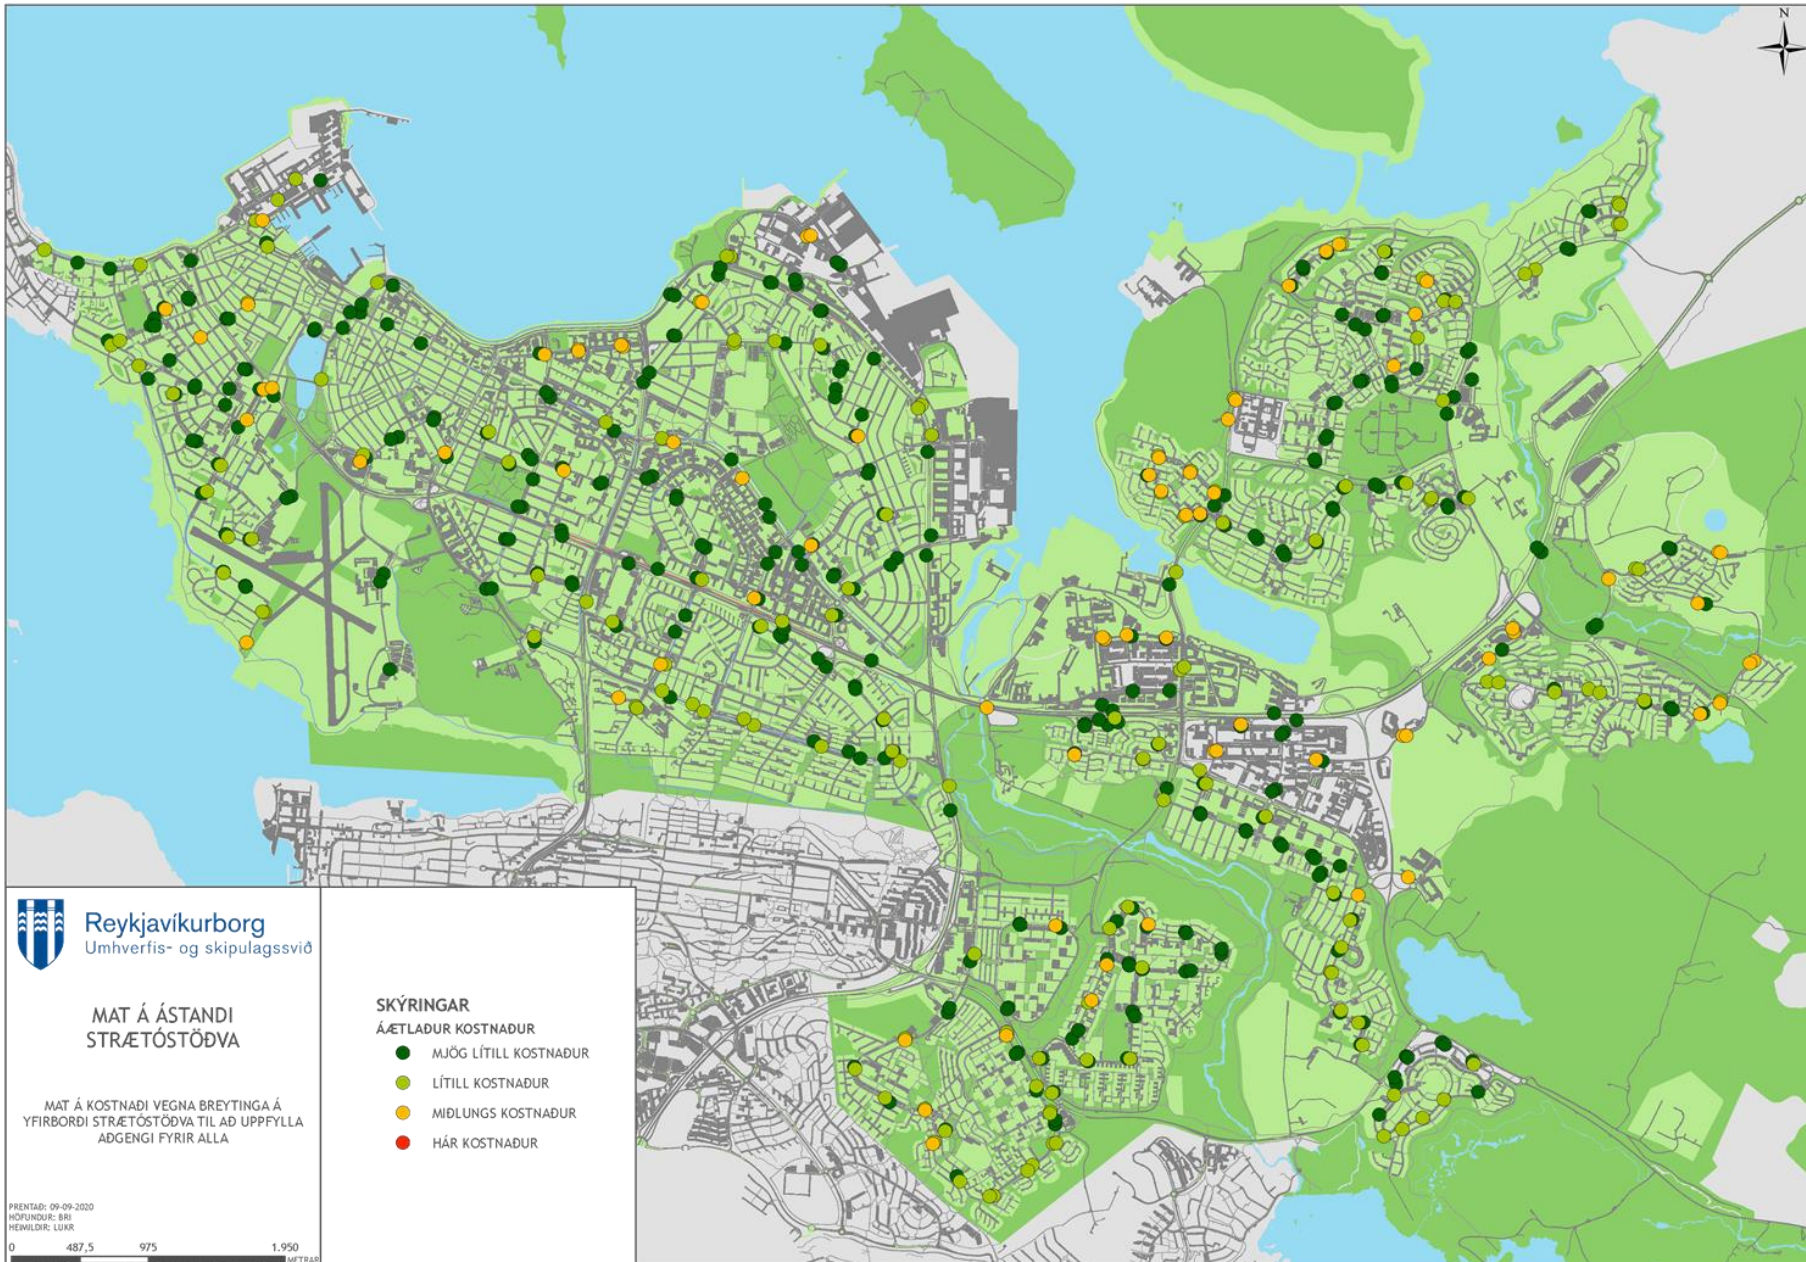 N
Reykjavíkurborg
Umhverfis- og skipulagssvið
MAT Á ÁSTANDI
STRÆTÓSTÖÐVA
MAT Á KOSTNAÐI VEGNA BREYTINGA Á
YFIRBORÐI STRÆTÓSTÖÐVA TIL AÐ UPPFYLLA
AÐGENGI FYRIR ALLA
PRENTAÐ: 09-09-2020
HÖFUNDUR: BRI
HEIMILDIR: LUKR
0 487,5 975 1.950
METRAR
SKÝRINGAR
ÁÆTLAÐUR KOSTNAÐUR
MJÖG LÍTILL KOSTNAÐUR
LÍTILL KOSTNAÐUR
MIÐLUNGS KOSTNAÐUR
HÁR KOSTNAÐUR